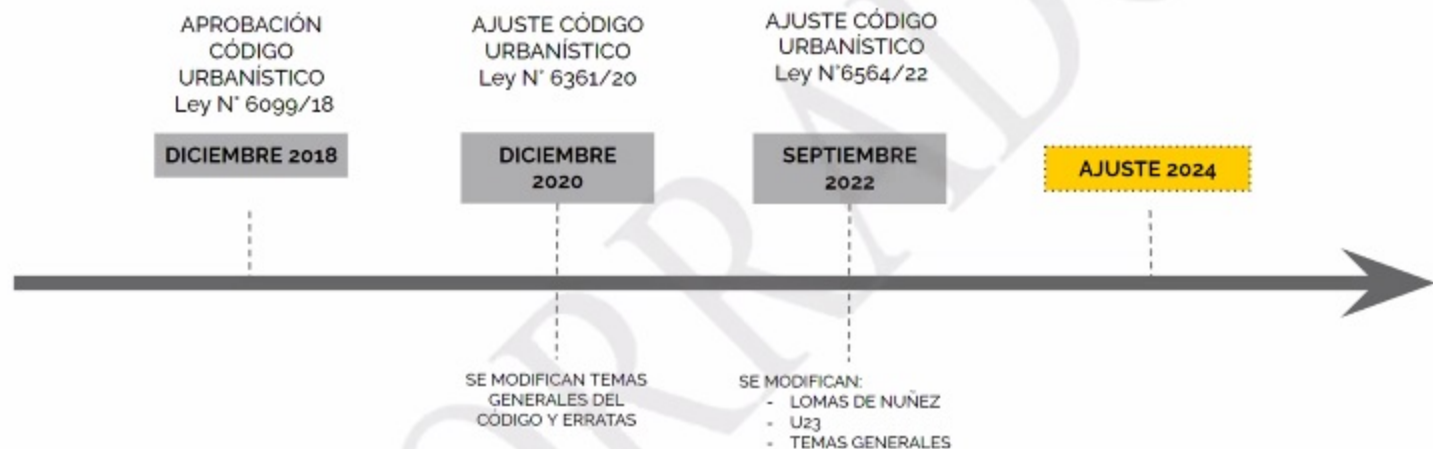 APROBACIÓN
CÓDIGO
URBANÍSTICO
Ley N° 6099/18
DICIEMBRE 2018
AJUSTE CÓDIGO
URBANÍSTICO
Ley N° 6361/20
DICIEMBRE
2020
SE MODIFICAN TEMAS
GENERALES DEL
CÓDIGO Y ERRATAS
AJUSTE CÓDIGO
URBANÍSTICO
Ley N°6564/22
SEPTIEMBRE
2022
SE MODIFICAN:
- LOMAS DE NUÑEZ
- U23
- TEMAS GENERALES
AJUSTE 2024